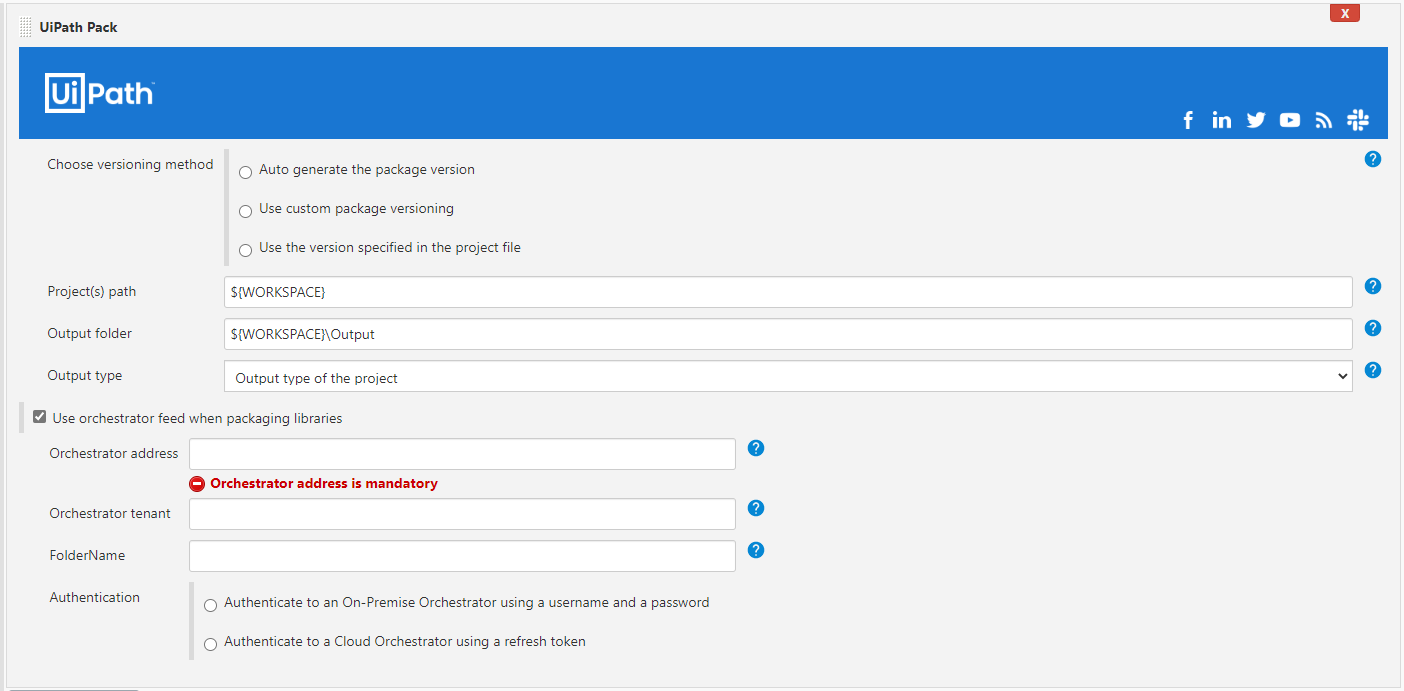 UiPath Pack
X
UiPath™
Choose versioning method
Auto generate the package version
Use custom package versioning
Use the version specified in the project file
Project(s) path
${WORKSPACE}
Output folder
${WORKSPACE}\Output
Output type
Output type of the project
Use orchestrator feed when packaging libraries
Orchestrator address
Orchestrator address is mandatory
Orchestrator tenant
FolderName
Authentication
Authenticate to an On-Premise Orchestrator using a username and a password
Authenticate to a Cloud Orchestrator using a refresh token